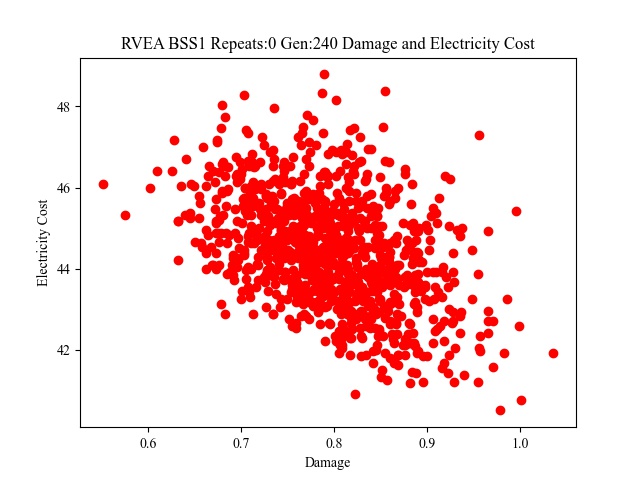 RVEA BSS1 Repeats:0 Gen:240 Damage and Electricity Cost
48
46
44
42
Electricity Cost
0.6 0.7 0.8 0.9 1.0
Damage